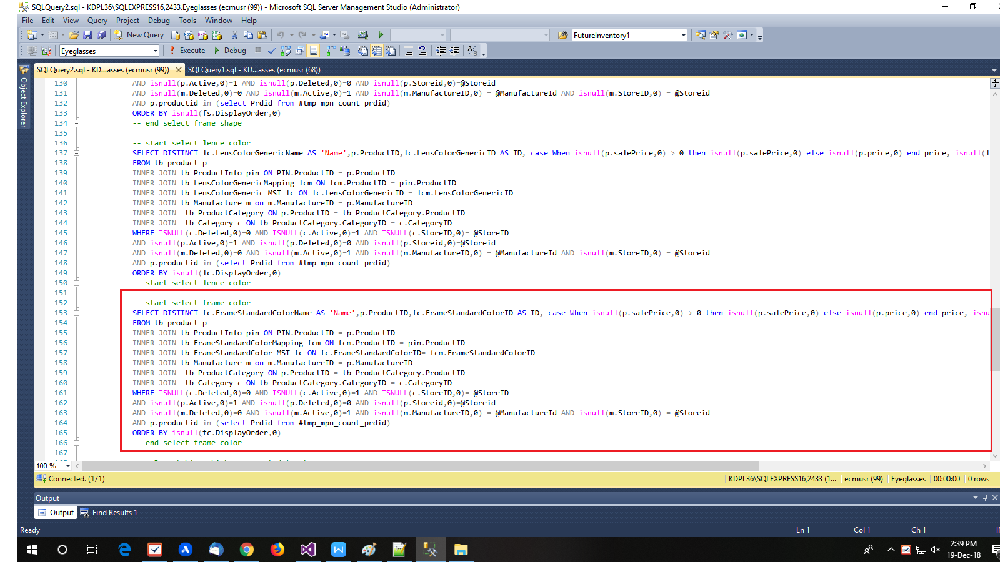 SQLQuery2.sql - KDPL36\SQLEXPRESS16,2433.Eyeglasses (ecmusr (99)) - Microsoft SQL Server Management Studio (Administrator)
File Edit View Query Project Debug Tools Window Help
New Query FutureInventory1
Eyeglasses Execute Debug
SQLQuery2.sql - KD...asses (ecmusr (99)) SQLQuery1.sql - KD...asses (ecmusr (68))
Object Explorer
130 AND isnull(p.Active,0)=1 AND isnull(p.Deleted,0)=0 AND isnull(p.Storeid,0)=@Storeid
131 AND isnull(m.Deleted,0)=0 AND isnull(m.Active,0)=1 AND isnull(m.ManufactureID,0) = @ManufactureId AND isnull(m.StoreID,0) = @Storeid
132 AND p.productid in (select Prdid from #tmp_mpn_count_prdid)
133 ORDER BY isnull(fs.DisplayOrder,0)
134 -- end select frame shape
135
136 -- start select lence color
137 SELECT DISTINCT lc.LensColorGenericName AS 'Name',p.ProductID,lc.LensColorGenericID AS ID, case When isnull(p.salePrice,0) > 0 then isnull(p.salePrice,0) else isnull(p.price,0) end price, isnull(l
138 FROM tb_product p
139 INNER JOIN tb_ProductInfo pin ON PIN.ProductID = p.ProductID
140 INNER JOIN tb_LensColorGenericMapping lcm ON lcm.ProductID = pin.ProductID
141 INNER JOIN tb_LensColorGeneric_MST lc ON lc.LensColorGenericID = lcm.LensColorGenericID
142 INNER JOIN tb_Manufacture m on m.ManufactureID = p.ManufactureID
143 INNER JOIN tb_ProductCategory ON p.ProductID = tb_ProductCategory.ProductID
144 INNER JOIN tb_Category c ON tb_ProductCategory.CategoryID = c.CategoryID
145 WHERE ISNULL(c.Deleted,0)=0 AND ISNULL(c.Active,0)=1 AND ISNULL(c.StoreID,0)= @StoreID
146 AND isnull(p.Active,0)=1 AND isnull(p.Deleted,0)=0 AND isnull(p.Storeid,0)=@Storeid
147 AND isnull(m.Deleted,0)=0 AND isnull(m.Active,0)=1 AND isnull(m.ManufactureID,0) = @ManufactureId AND isnull(m.StoreID,0) = @Storeid
148 AND p.productid in (select Prdid from #tmp_mpn_count_prdid)
149 ORDER BY isnull(lc.DisplayOrder,0)
150 -- start select lence color
151
152 -- start select frame color
153 SELECT DISTINCT fc.FrameStandardColorName AS 'Name',p.ProductID,fc.FrameStandardColorID AS ID, case When isnull(p.salePrice,0) > 0 then isnull(p.salePrice,0) else isnull(p.price,0) end price, isnu
154 FROM tb_product p
155 INNER JOIN tb_ProductInfo pin ON PIN.ProductID = p.ProductID
156 INNER JOIN tb_FrameStandardColorMapping fcm ON fcm.ProductID = pin.ProductID
157 INNER JOIN tb_FrameStandardColor_MST fc ON fc.FrameStandardColorID= fcm.FrameStandardColorID
158 INNER JOIN tb_Manufacture m on m.ManufactureID = p.ManufactureID
159 INNER JOIN tb_ProductCategory ON p.ProductID = tb_ProductCategory.ProductID
160 INNER JOIN tb_Category c ON tb_ProductCategory.CategoryID = c.CategoryID
161 WHERE ISNULL(c.Deleted,0)=0 AND ISNULL(c.Active,0)=1 AND ISNULL(c.StoreID,0)= @StoreID
162 AND isnull(p.Active,0)=1 AND isnull(p.Deleted,0)=0 AND isnull(p.Storeid,0)=@Storeid
163 AND isnull(m.Deleted,0)=0 AND isnull(m.Active,0)=1 AND isnull(m.ManufactureID,0) = @ManufactureId AND isnull(m.StoreID,0) = @Storeid
164 AND p.productid in (select Prdid from #tmp_mpn_count_prdid)
165 ORDER BY isnull(fc.DisplayOrder,0)
166 -- end select frame color
167
100 %
Connected. (1/1) KDPL36\SQLEXPRESS16,2433 (1... ecmusr (99) Eyeglasses 00:00:00 0 rows
Output
Output Find Results 1
Ready Ln 1 Col 1 Ch 1
2:39 PM
19-Dec-18